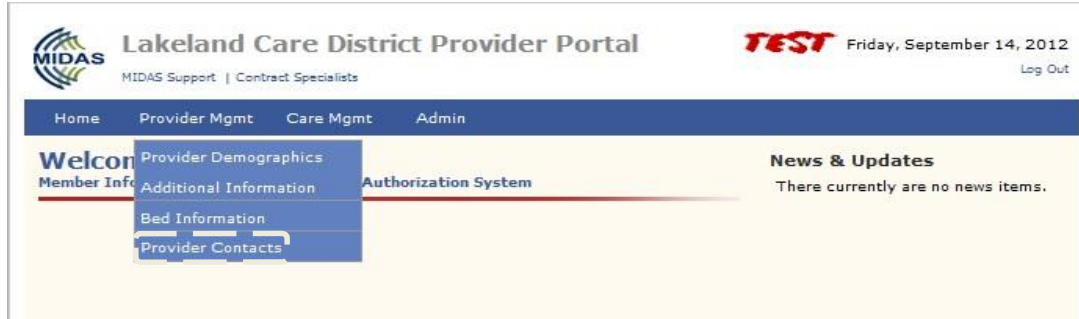 MIDAS
Lakeland Care District Provider Portal
MIDAS Support | Contract Specialists
TEST Friday, September 14, 2012
Log Out
Home Provider Mgmt Care Mgmt Admin
Provider Demographics
Additional Information
Bed Information
Provider Contacts
Member Authorization System
News & Updates
There currently are no news items.